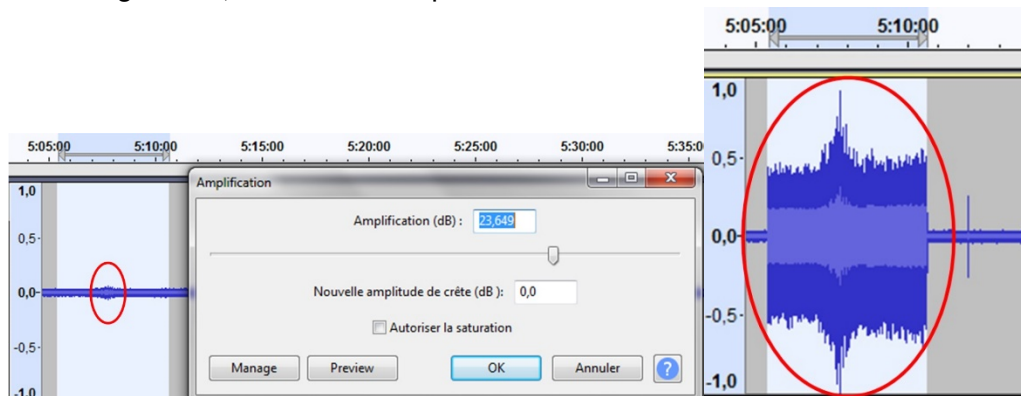 5:05:00 5:10:00
5:05:00 5:10:00 5:15:00 5:20:00 5:25:00 5:30:00 5:35:0
1,0
0,5-
0,0-
-0,5-
-1,0
Amplification
Amplification (dB) : 23,649
Nouvelle amplitude de crête (dB ): 0,0
Autoriser la saturation
Manage Preview OK Annuler ?
1,0
0,5-
0,0-
-0,5-
-1,0